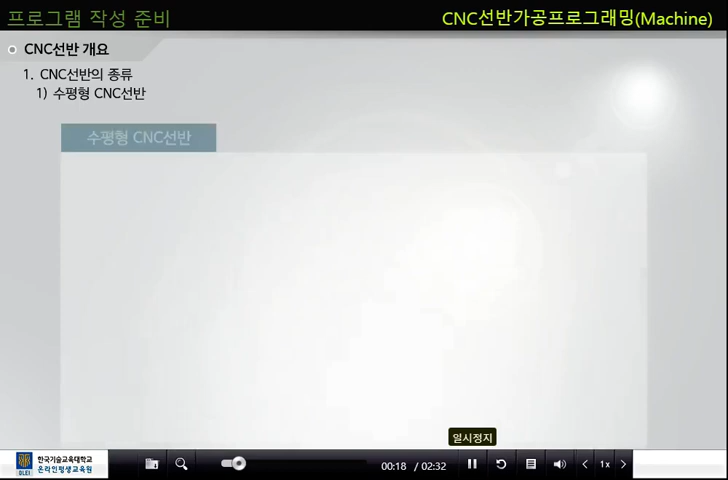 프로그램 작성 준비
CNC선반가공프로그래밍(Machine)
CNC선반 개요
1. CNC선반의 종류
1) 수평형 CNC선반
수평형 CNC선반
일시정지
OLEI
한국기술교육대학교
온라인평생교육원
00:18 / 02:32
1x